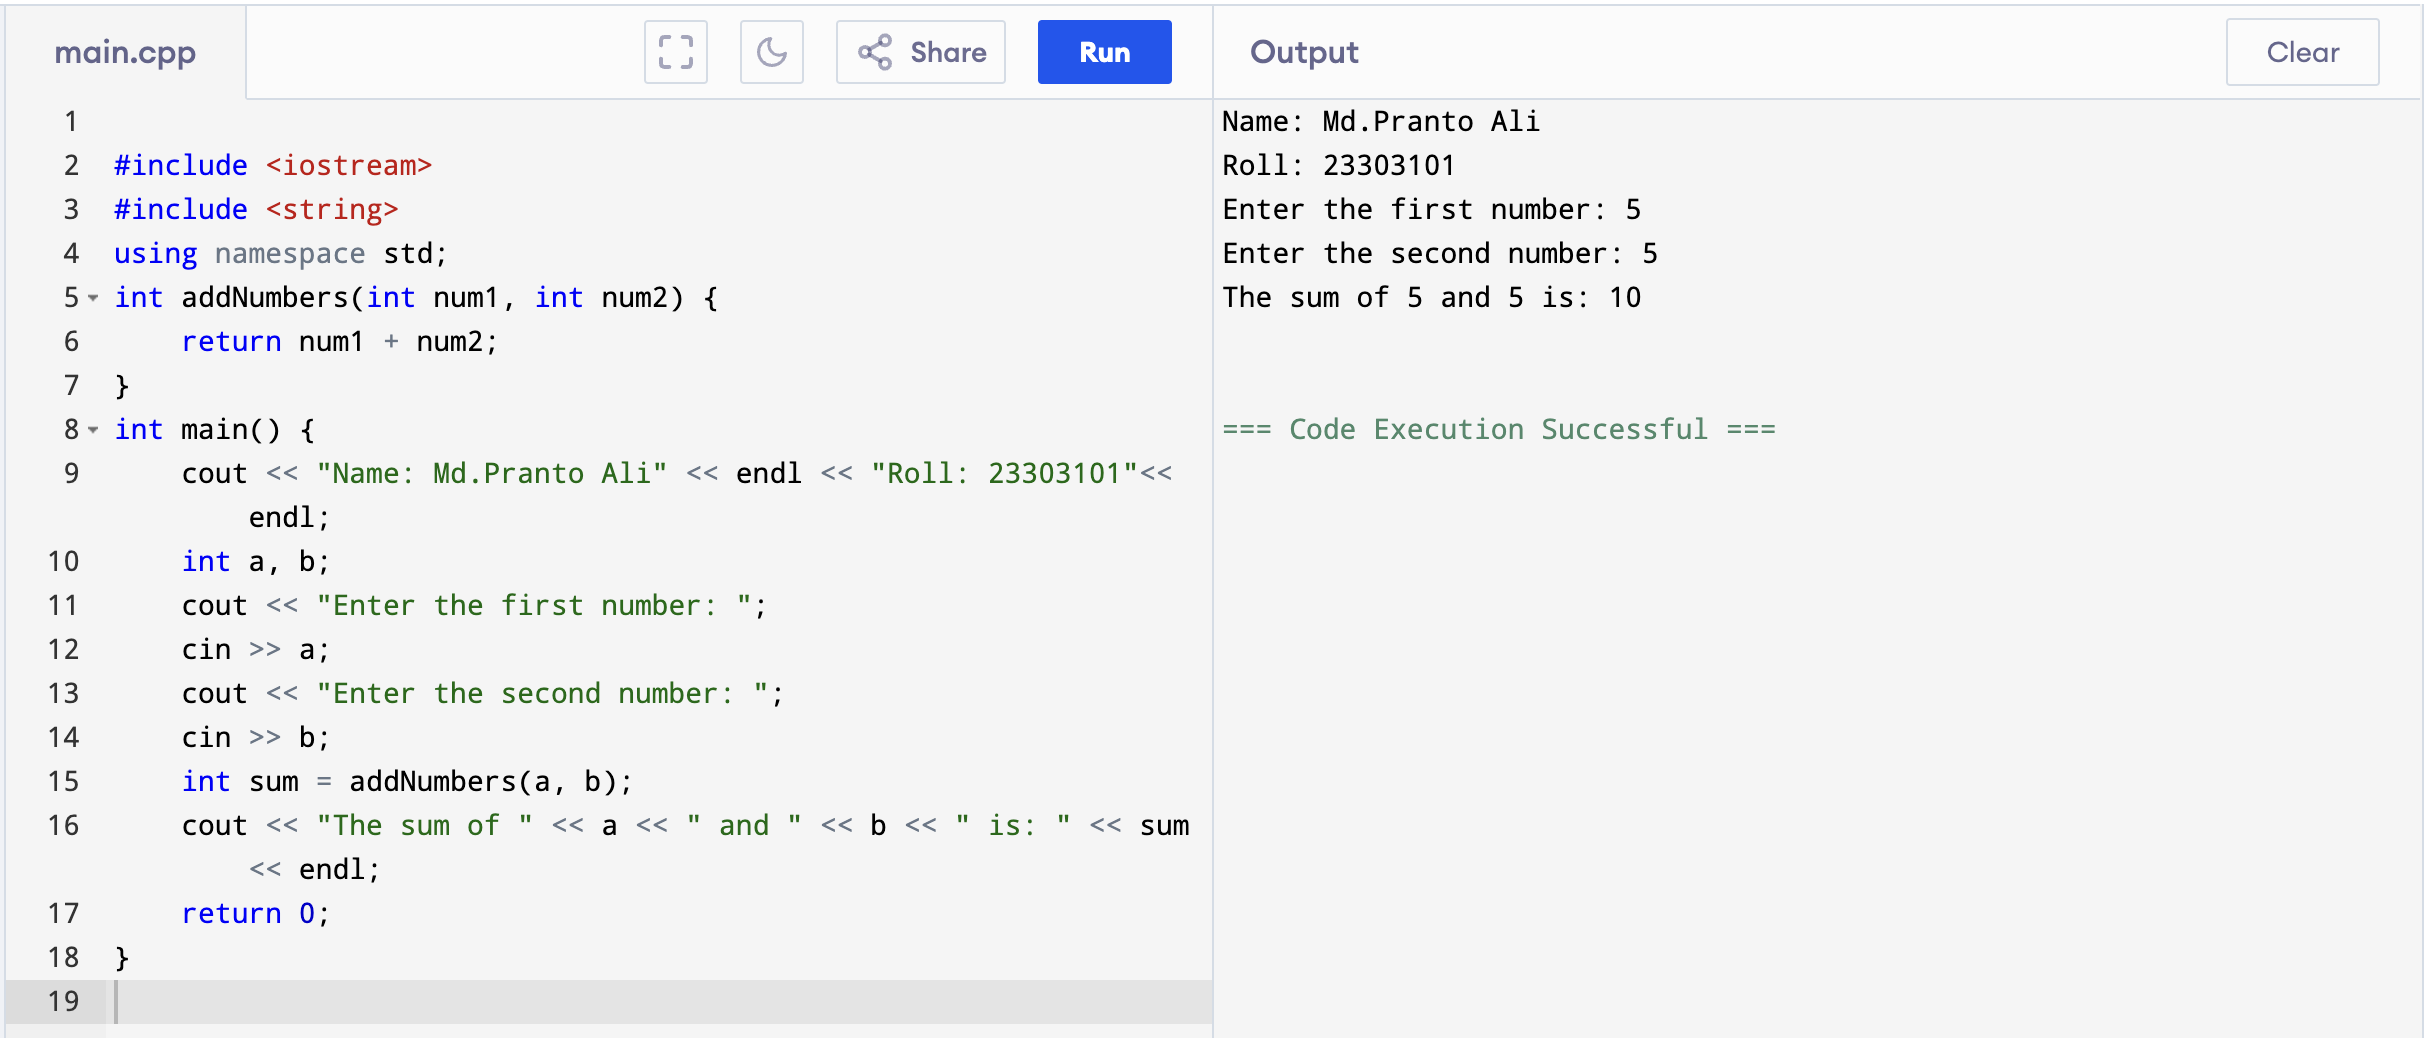 main.cpp
Share
Run
Output
Clear
1
2 #include <iostream>
3 #include <string>
4 using namespace std;
5 int addNumbers(int num1, int num2) {
6     return num1 + num2;
7 }
8 int main() {
9     cout << "Name: Md.Pranto Ali" << endl << "Roll: 23303101"<<
        endl;
10     int a, b;
11     cout << "Enter the first number: ";
12     cin >> a;
13     cout << "Enter the second number: ";
14     cin >> b;
15     int sum = addNumbers(a, b);
16     cout << "The sum of " << a << " and " << b << " is: " << sum
        << endl;
17     return 0;
18 }
19
Name: Md.Pranto Ali
Roll: 23303101
Enter the first number: 5
Enter the second number: 5
The sum of 5 and 5 is: 10
=== Code Execution Successful ===